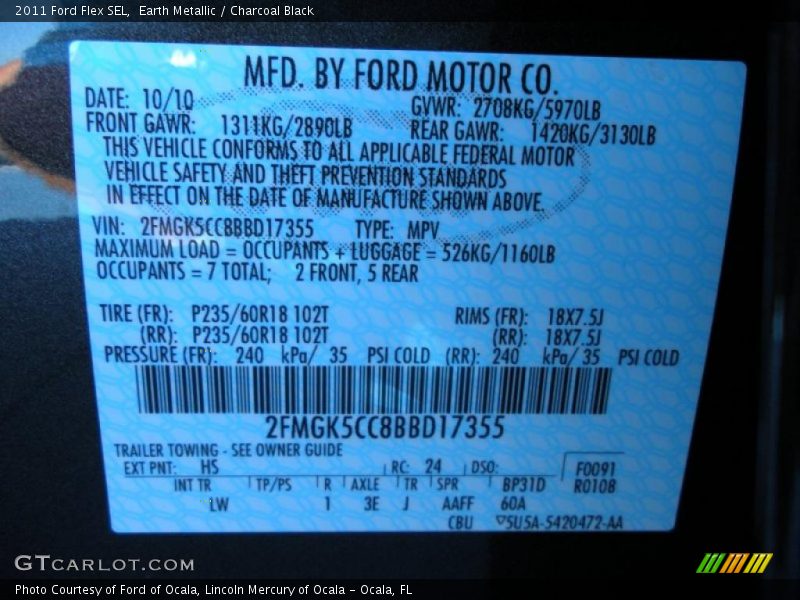 2011 Ford Flex SEL, Earth Metallic / Charcoal Black
MFD. BY FORD MOTOR CO.
DATE: 10/10 GVWR: 2708KG/5970LB
FRONT GAWR: 1311KG/2890LB REAR GAWR: 1420KG/3130LB
THIS VEHICLE CONFORMS TO ALL APPLICABLE FEDERAL MOTOR
VEHICLE SAFETY AND THEFT PREVENTION STANDARDS
IN EFFECT ON THE DATE OF MANUFACTURE SHOWN ABOVE.
VIN: 2FMGK5CC8BBD17355 TYPE: MPV
MAXIMUM LOAD = OCCUPANTS + LUGGAGE = 526KG/1160LB
OCCUPANTS = 7 TOTAL; 2 FRONT, 5 REAR
TIRE (FR): P235/60R18 102T RIMS (FR): 18X7.5J
(RR): P235/60R18 102T (RR): 18X7.5J
PRESSURE (FR): 240 kPa/ 35 PSI COLD (RR): 240 kPa/ 35 PSI COLD
2FMGK5CC8BBD17355
TRAILER TOWING - SEE OWNER GUIDE
EXT PNT: HS RC: 24 DSO: F0091
INT TR TP/PS R AXLE TR SPR BP31D R0108
LW 1 3E J AAFF 60A
CBU 5U5A-5420472-AA
GTCARLOT.COM
Photo Courtesy of Ford of Ocala, Lincoln Mercury of Ocala - Ocala, FL